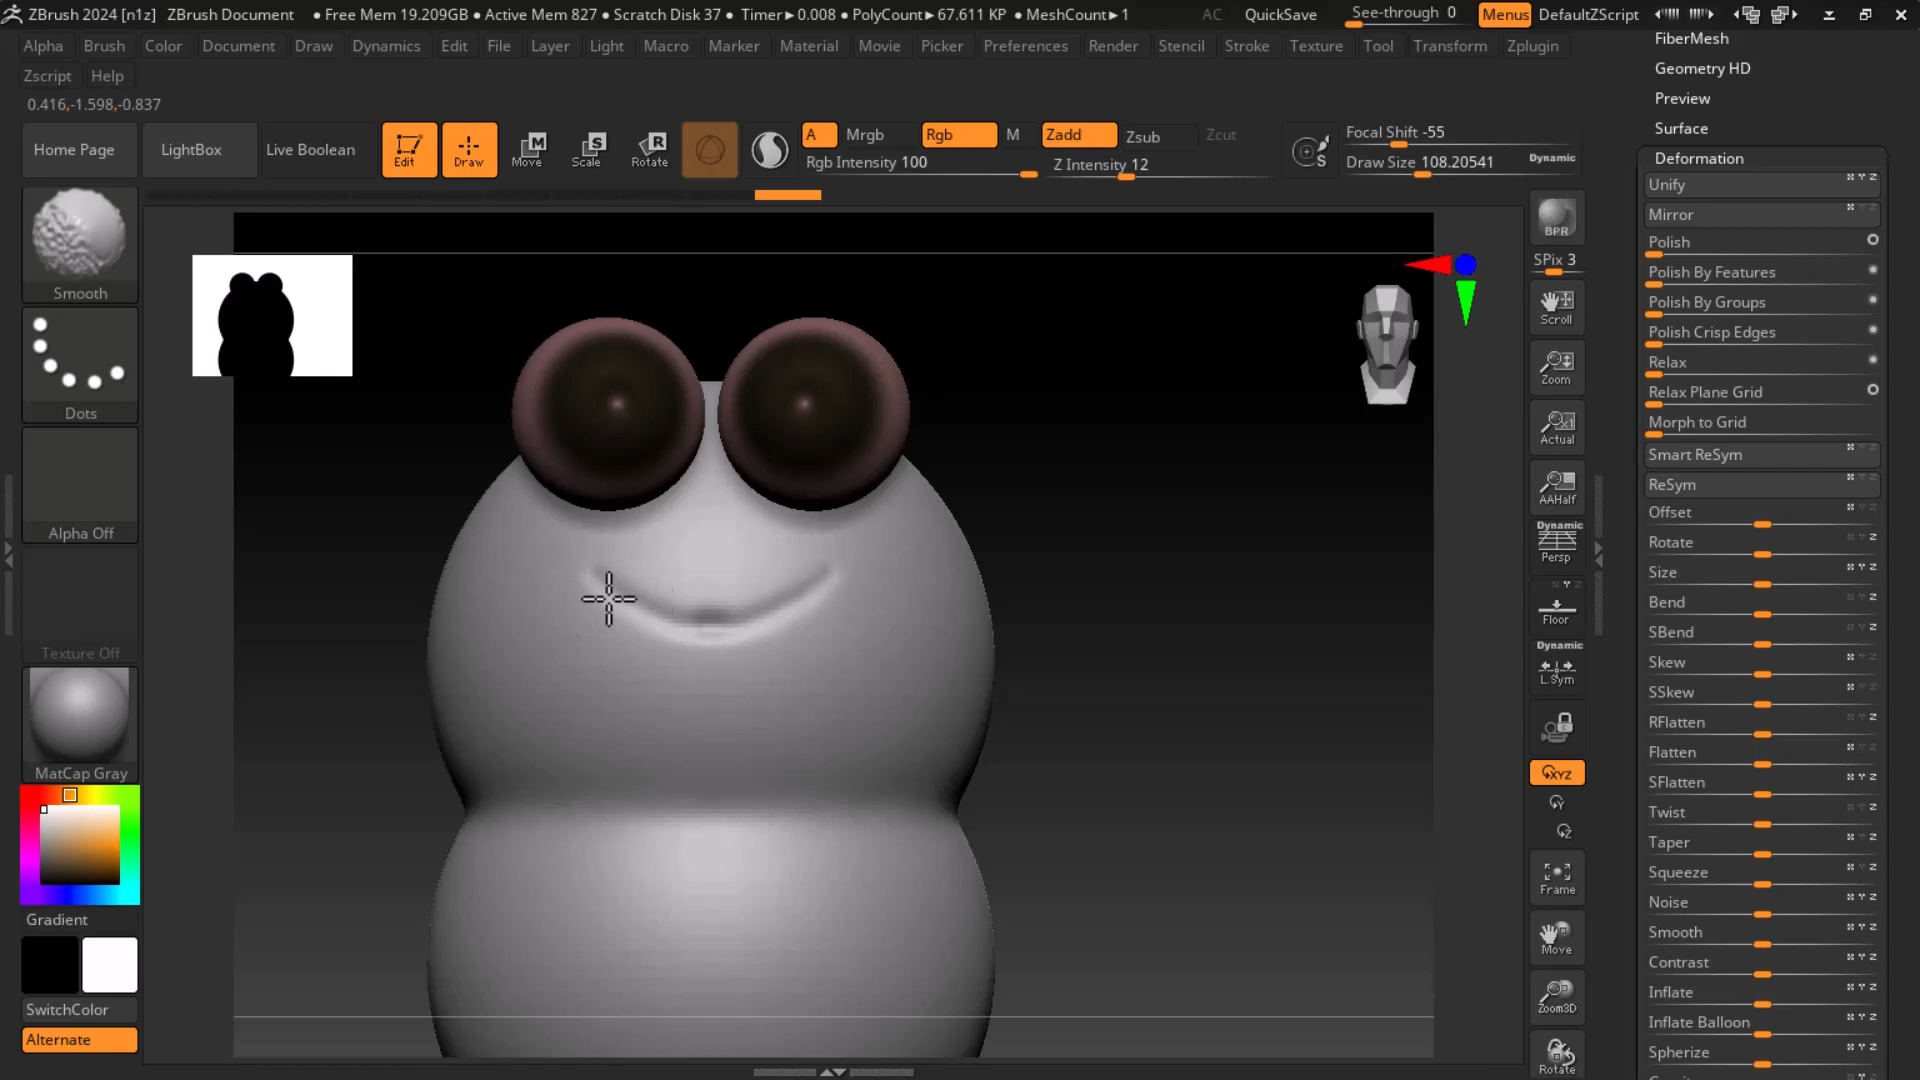 ZBrush 2024 [n1z] ZBrush Document • Free Mem 19.209GB • Active Mem 827 • Scratch Disk 37 • Timer▸0.008 • PolyCount▸67.611 KP • MeshCount▸1 AC QuickSave See-through 0 Menus DefaultZScript
Alpha Brush Color Document Draw Dynamics Edit File Layer Light Macro Marker Material Movie Picker Preferences Render Stencil Stroke Texture Tool Transform Zplugin
Zscript Help
0.416,-1.598,-0.837
Home Page
LightBox
Live Boolean
Edit
Draw
Move
Scale
Rotate
A Mrgb Rgb M Zadd Zsub Zcut
Rgb Intensity 100 Z Intensity 12
Focal Shift -55
Draw Size 108.20541 Dynamic
Smooth
Dots
Alpha Off
Texture Off
MatCap Gray
Gradient
SwitchColor
Alternate
BPR
SPix 3
Scroll
Zoom
Actual
AAHalf
Dynamic
Persp
Floor
Dynamic
L.Sym
XYZ
Y
Z
Frame
Move
Zoom3D
Rotate
FiberMesh
Geometry HD
Preview
Surface
Deformation
Unify
Mirror
Polish
Polish By Features
Polish By Groups
Polish Crisp Edges
Relax
Relax Plane Grid
Morph to Grid
Smart ReSym
ReSym
Offset
Rotate
Size
Bend
SBend
Skew
SSkew
RFlatten
Flatten
SFlatten
Twist
Taper
Squeeze
Noise
Smooth
Contrast
Inflate
Inflate Balloon
Spherize